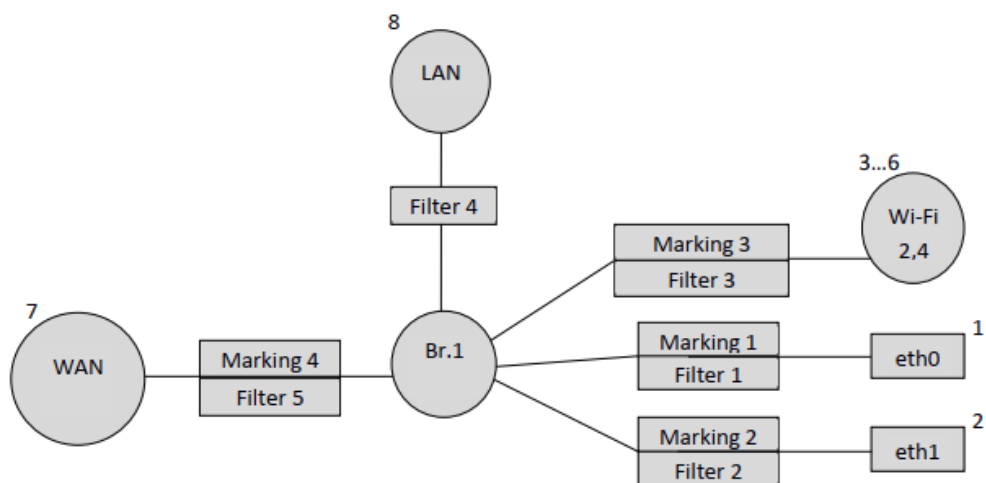 8
LAN
Filter 4
3...6
Wi-Fi
2,4
Marking 3
Filter 3
7
WAN
Marking 4
Filter 5
Br.1
Marking 1
Filter 1
1
eth0
Marking 2
Filter 2
2
eth1